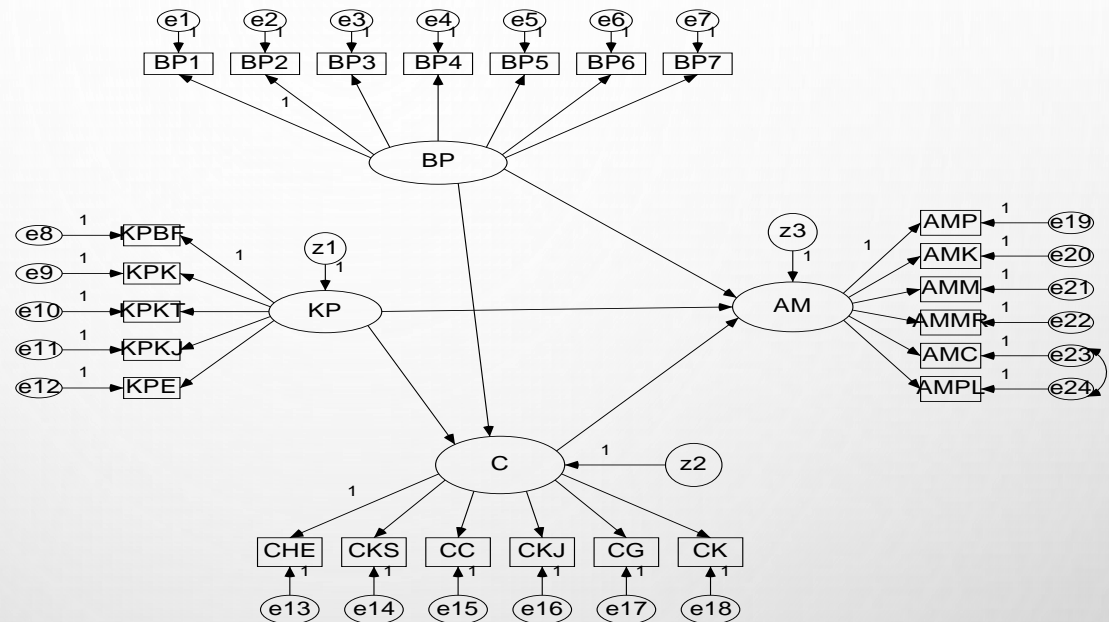 e1 e2 e3 e4 e5 e6 e7
1 1 1 1 1 1 1
BP1 BP2 BP3 BP4 BP5 BP6 BP7
1
BP
e8 1 KPBF 1
e9 1 KPK
e10 1 KPKT
e11 1 KPKJ
e12 1 KPE
z1
1
KP
z3
1
AM
1 AMP 1 e19
AMK 1 e20
AMM 1 e21
AMMR 1 e22
AMC 1 e23
AMPL 1 e24
C 1 z2
1
CHE CKS CC CKJ CG CK
1 1 1 1 1 1
e13 e14 e15 e16 e17 e18